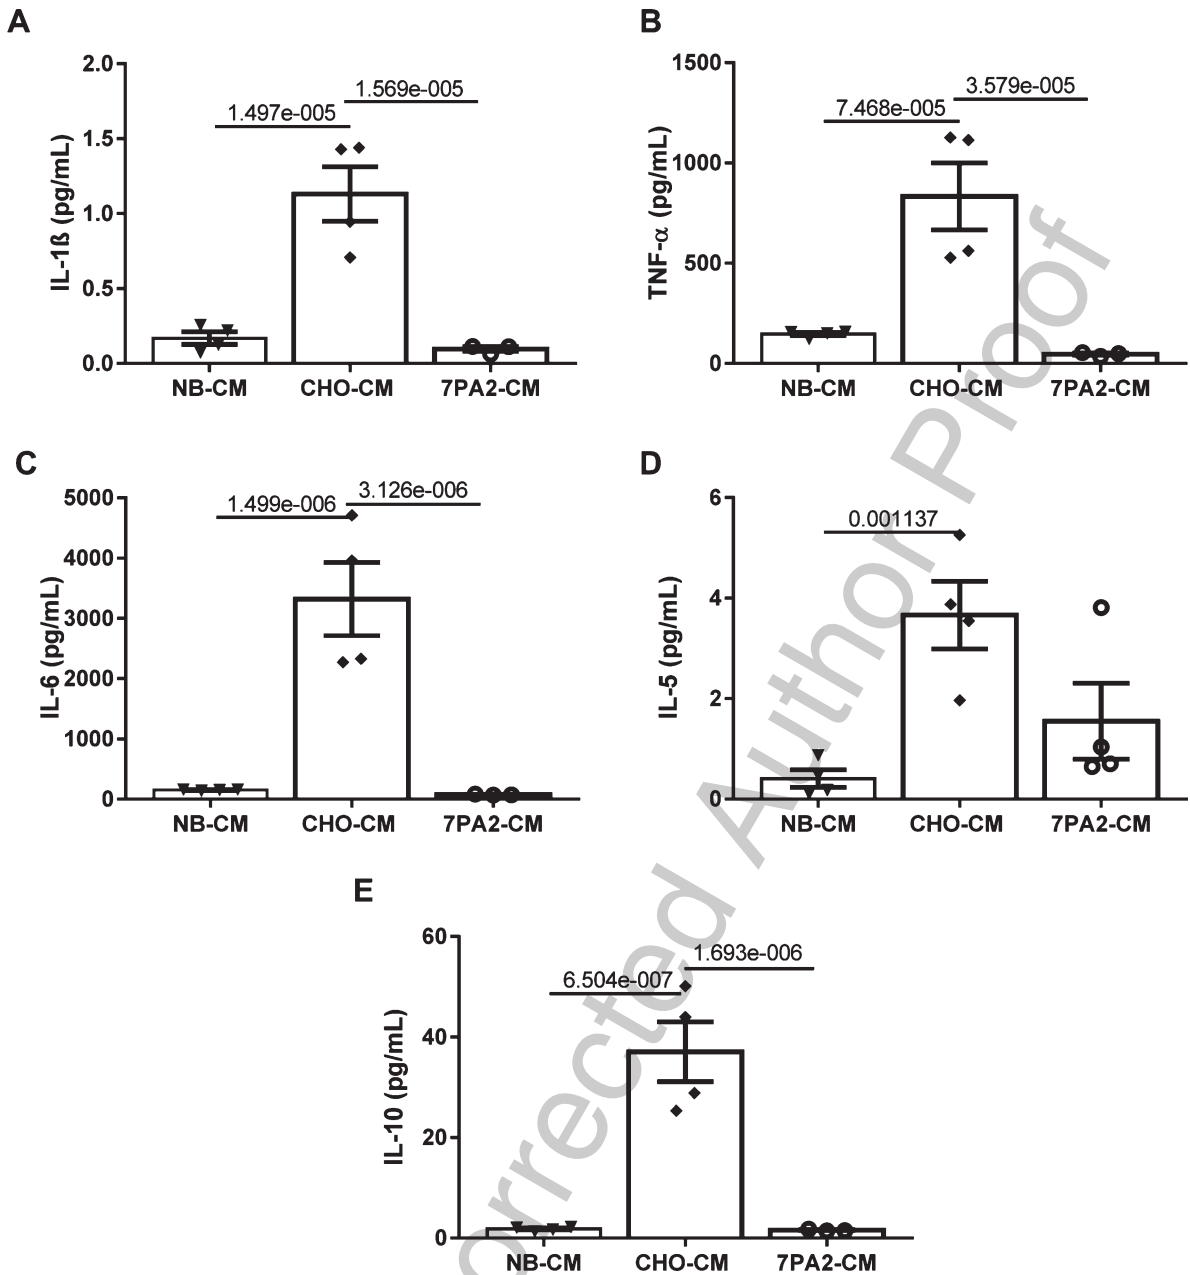 A
IL-1ß (pg/mL)
2.0
1.5
1.0
0.5
0.0
1.497e-005
1.569e-005
NB-CM
CHO-CM
7PA2-CM
B
TNF-α (pg/mL)
1500
1000
500
0
7.468e-005
3.579e-005
NB-CM
CHO-CM
7PA2-CM
C
IL-6 (pg/mL)
5000
4000
3000
2000
1000
0
1.499e-006
3.126e-006
NB-CM
CHO-CM
7PA2-CM
D
IL-5 (pg/mL)
6
4
2
0
0.001137
NB-CM
CHO-CM
7PA2-CM
E
IL-10 (pg/mL)
60
40
20
0
6.504e-007
1.693e-006
NB-CM
CHO-CM
7PA2-CM
orrected Author Proof